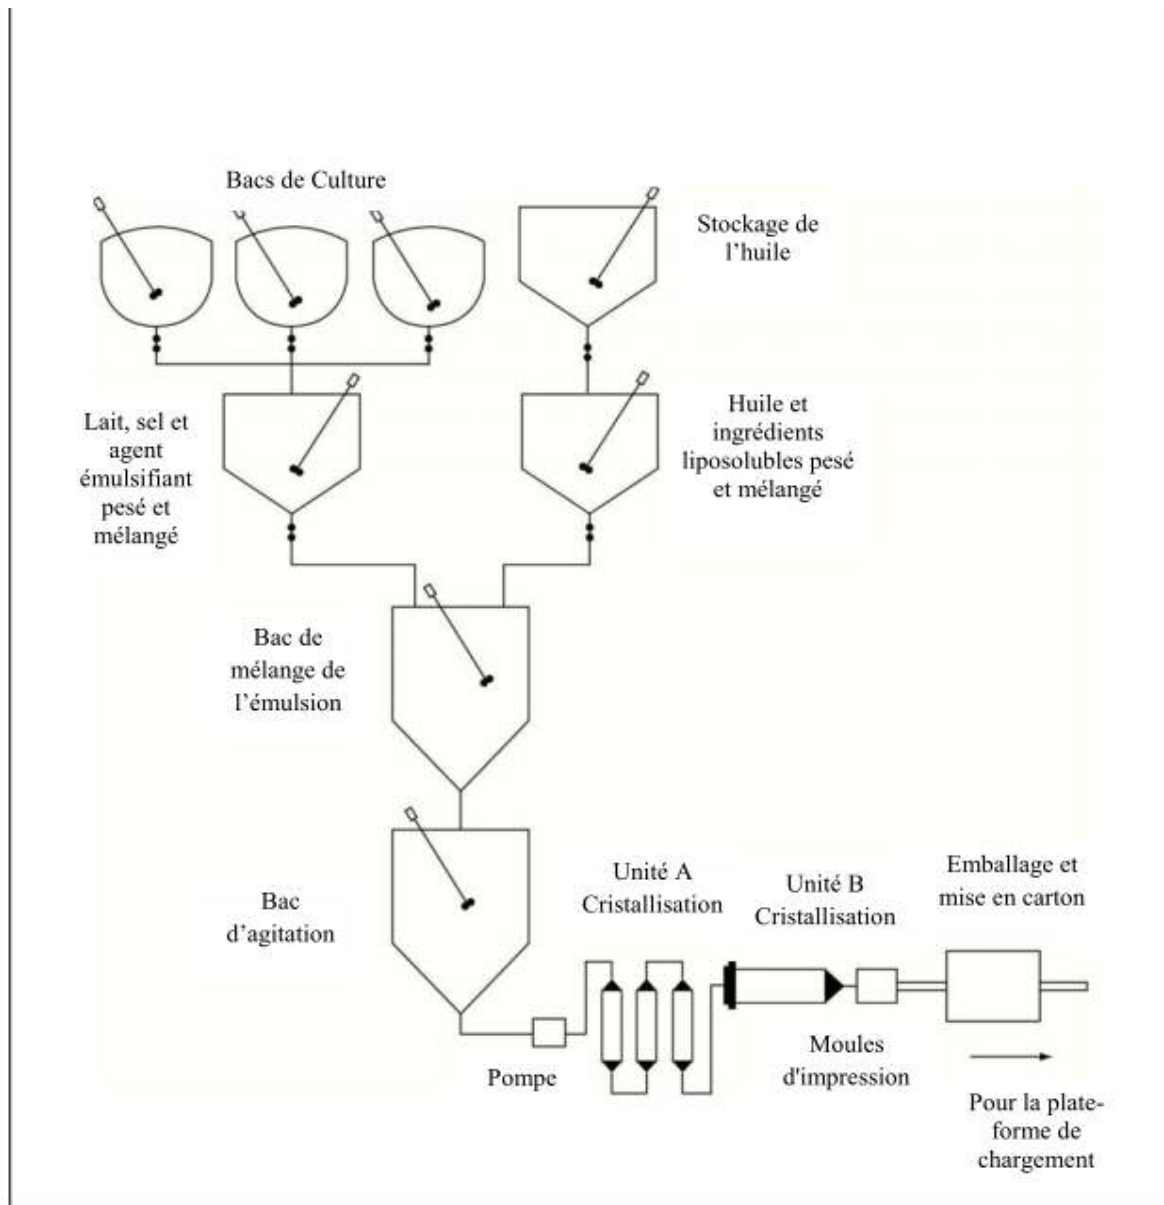 Bacs de Culture
Stockage de
l’huile
Lait, sel et
agent
émulsifiant
pesé et
mélangé
Huile et
ingrédients
liposolubles pesé
et mélangé
Bac de
mélange de
l’émulsion
Bac
d’agitation
Unité A
Cristallisation
Unité B
Cristallisation
Emballage et
mise en carton
Pompe
Moules
d'impression
Pour la plate-
forme de
chargement